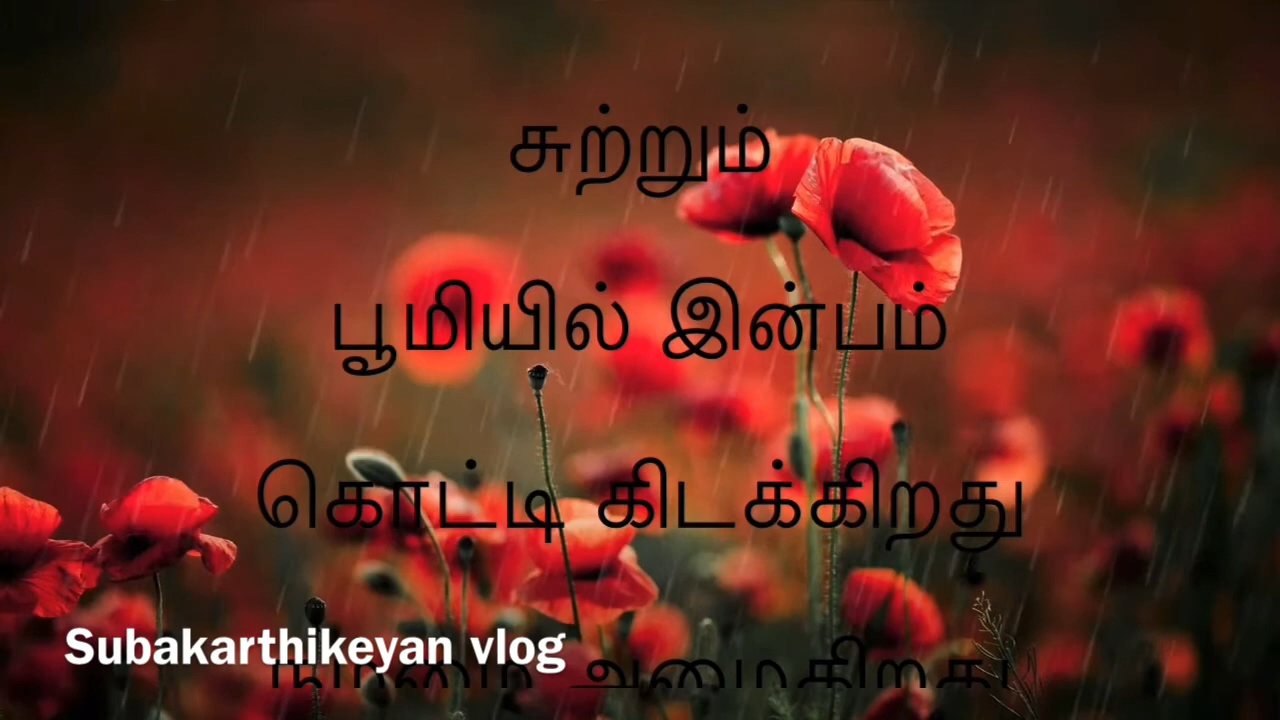 சுற்றும்
பூமியில் இன்பம்
கொட்டி கிடக்கிறது
Subakarthikeyan vlog